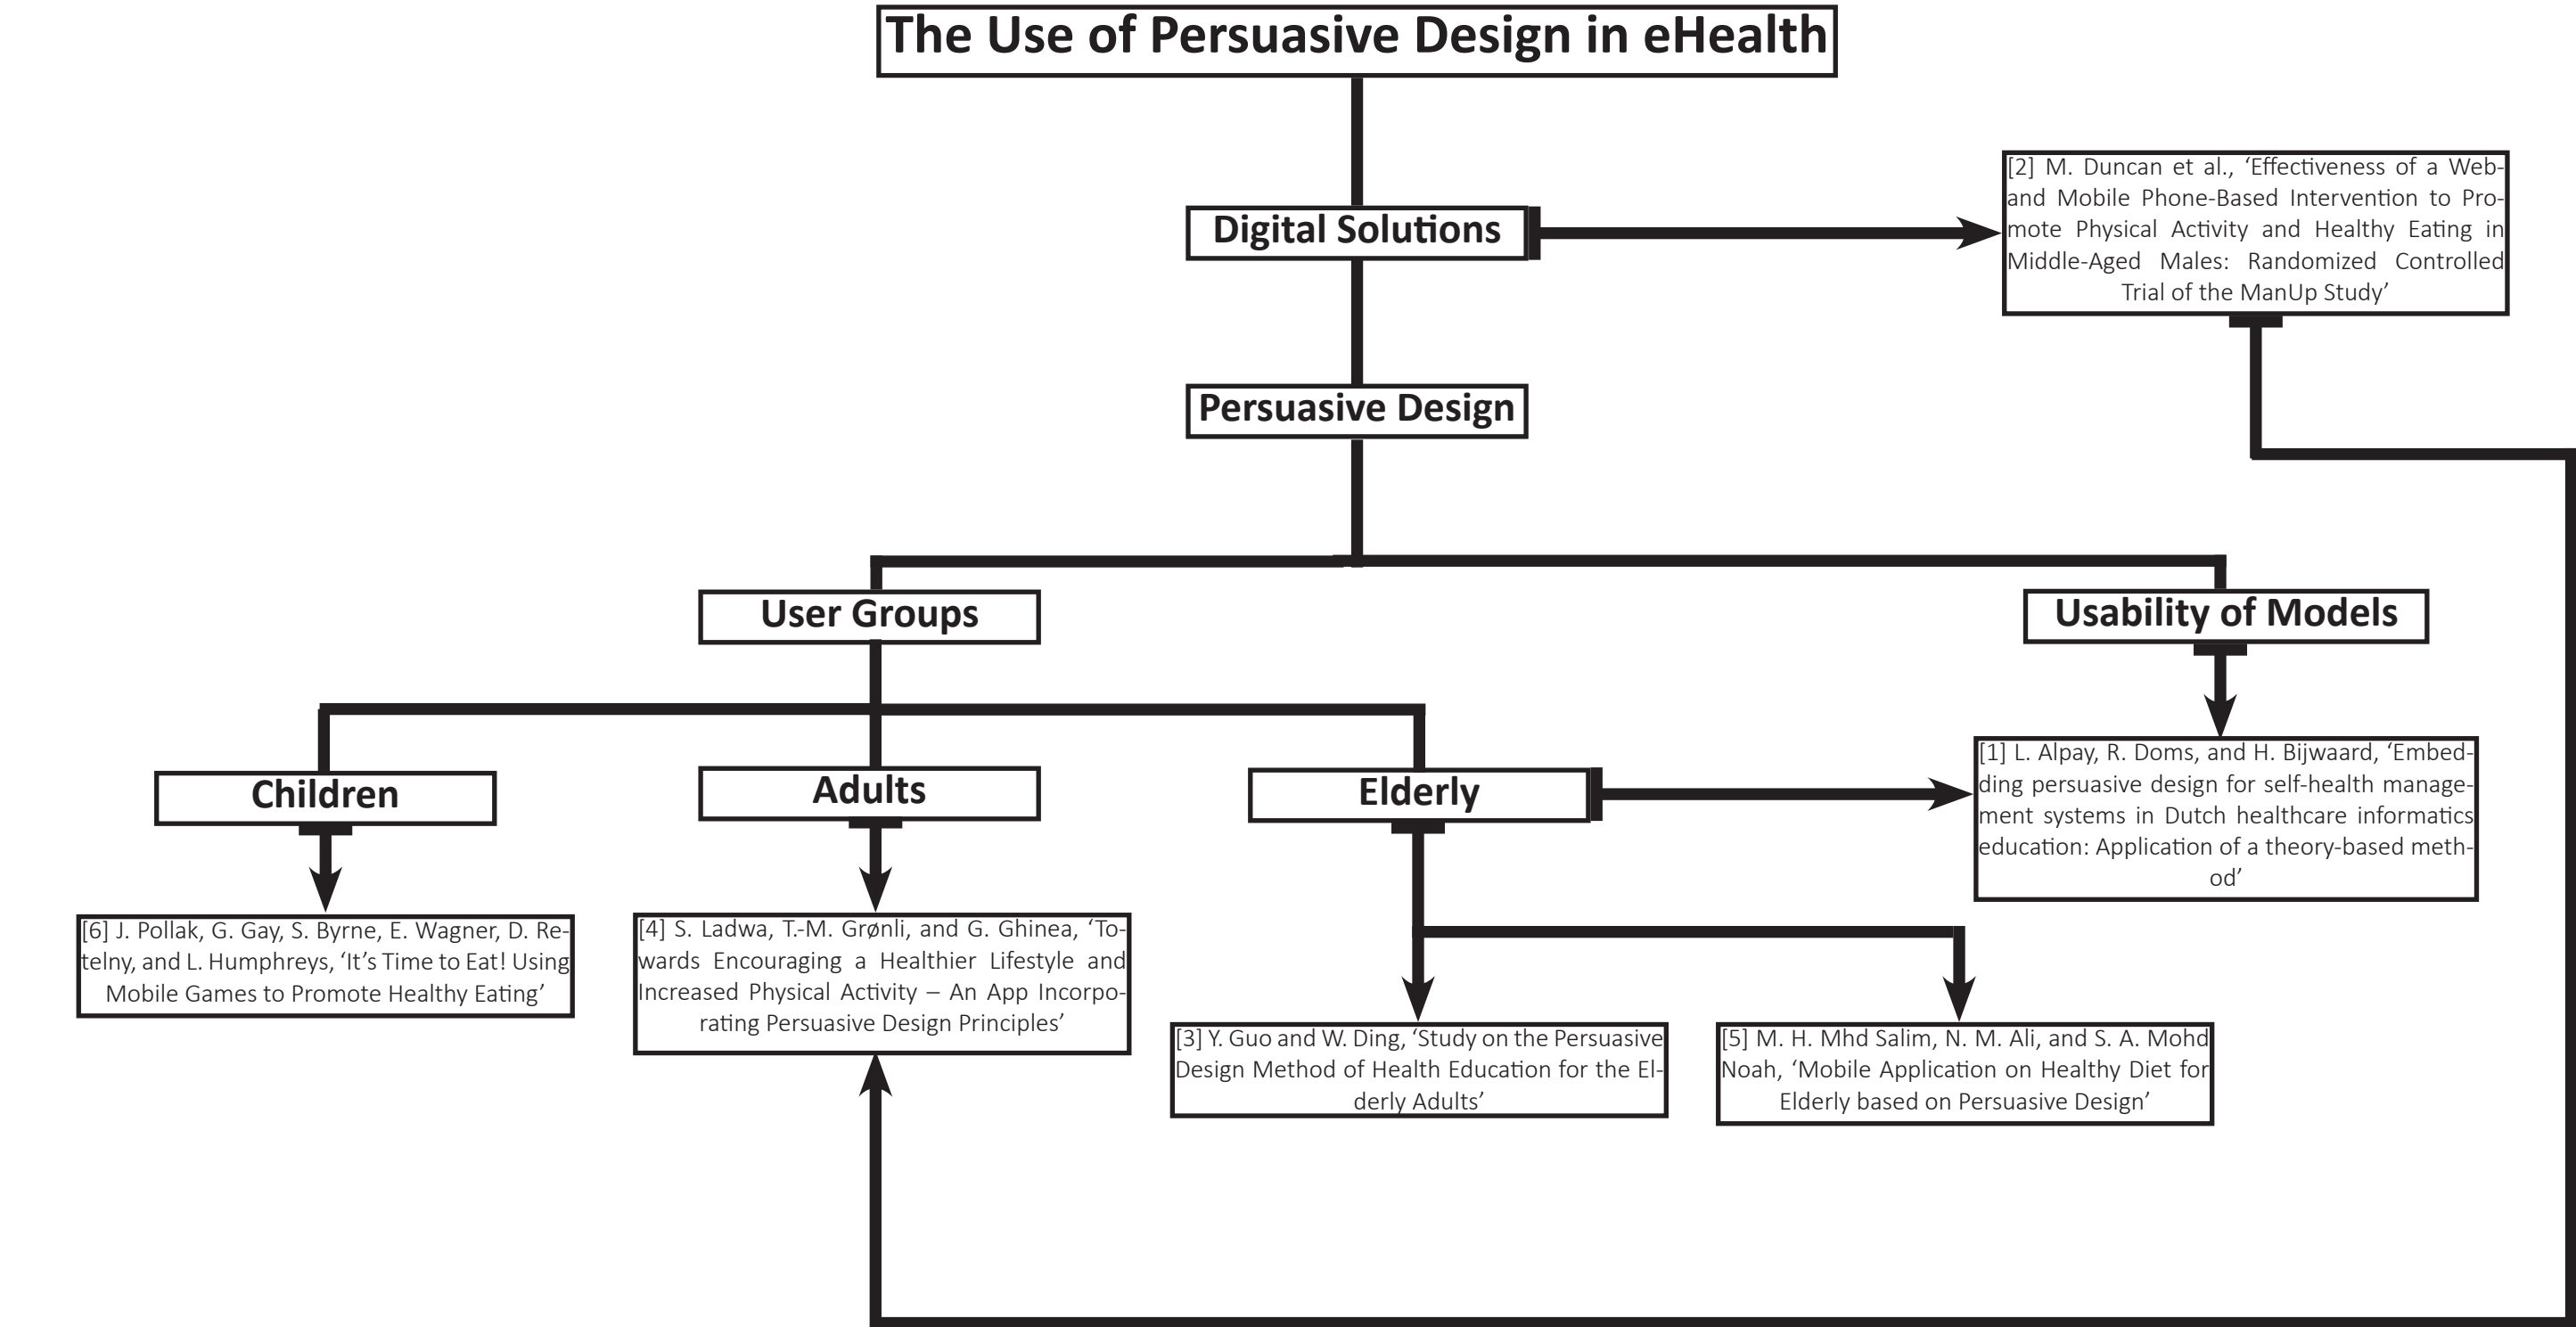 The Use of Persuasive Design in eHealth
[2] M. Duncan et al., ‘Effectiveness of a Web-
and Mobile Phone-Based Intervention to Pro-
mote Physical Activity and Healthy Eating in
Middle-Aged Males: Randomized Controlled
Trial of the ManUp Study’
Digital Solutions
Persuasive Design
User Groups
Usability of Models
Children
Adults
Elderly
[1] L. Alpay, R. Doms, and H. Bijwaard, ‘Embed-
ding persuasive design for self-health manage-
ment systems in Dutch healthcare informatics
education: Application of a theory-based meth-
od’
[6] J. Pollak, G. Gay, S. Byrne, E. Wagner, D. Re-
telny, and L. Humphreys, ‘It’s Time to Eat! Using
Mobile Games to Promote Healthy Eating’
[4] S. Ladwa, T.-M. Grønli, and G. Ghinea, ‘To-
wards Encouraging a Healthier Lifestyle and
Increased Physical Activity – An App Incorpo-
rating Persuasive Design Principles’
[3] Y. Guo and W. Ding, ‘Study on the Persuasive
Design Method of Health Education for the El-
derly Adults’
[5] M. H. Mhd Salim, N. M. Ali, and S. A. Mohd
Noah, ‘Mobile Application on Healthy Diet for
Elderly based on Persuasive Design’